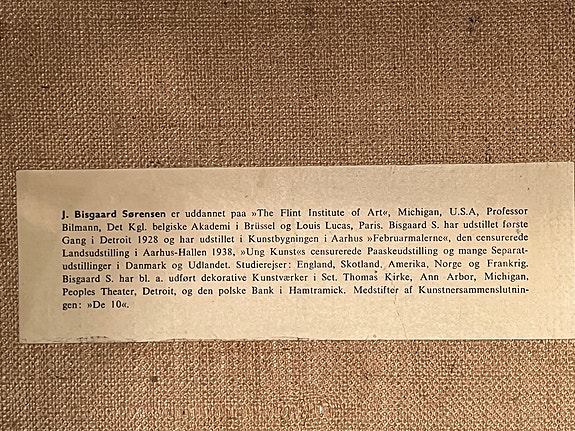 J. Bisgaard Sørensen er uddannet paa »The Flint Institute of Art«, Michigan, U.S.A, Professor
Bilmann, Det Kgl. belgiske Akademi i Brüssel og Louis Lucas, Paris. Bisgaard S. har udstillet første
Gang i Detroit 1928 og har udstillet i Kunstbygningen i Aarhus »Februarmalerne«, den censurerede
Landsudstilling i Aarhus-Hallen 1938, »Ung Kunst«s censurerede Paaskeudstilling og mange Separat-
udstillinger i Danmark og Udlandet. Studierejser: England, Skotland, Amerika, Norge og Frankrig.
Bisgaard S. har bl. a. udført dekorative Kunstværker i Sct. Thomas Kirke, Ann Arbor, Michigan,
Peoples Theater, Detroit, og den polske Bank i Hamtramick. Medstifter af Kunstnersammenslutnin-
gen: »De 10«.